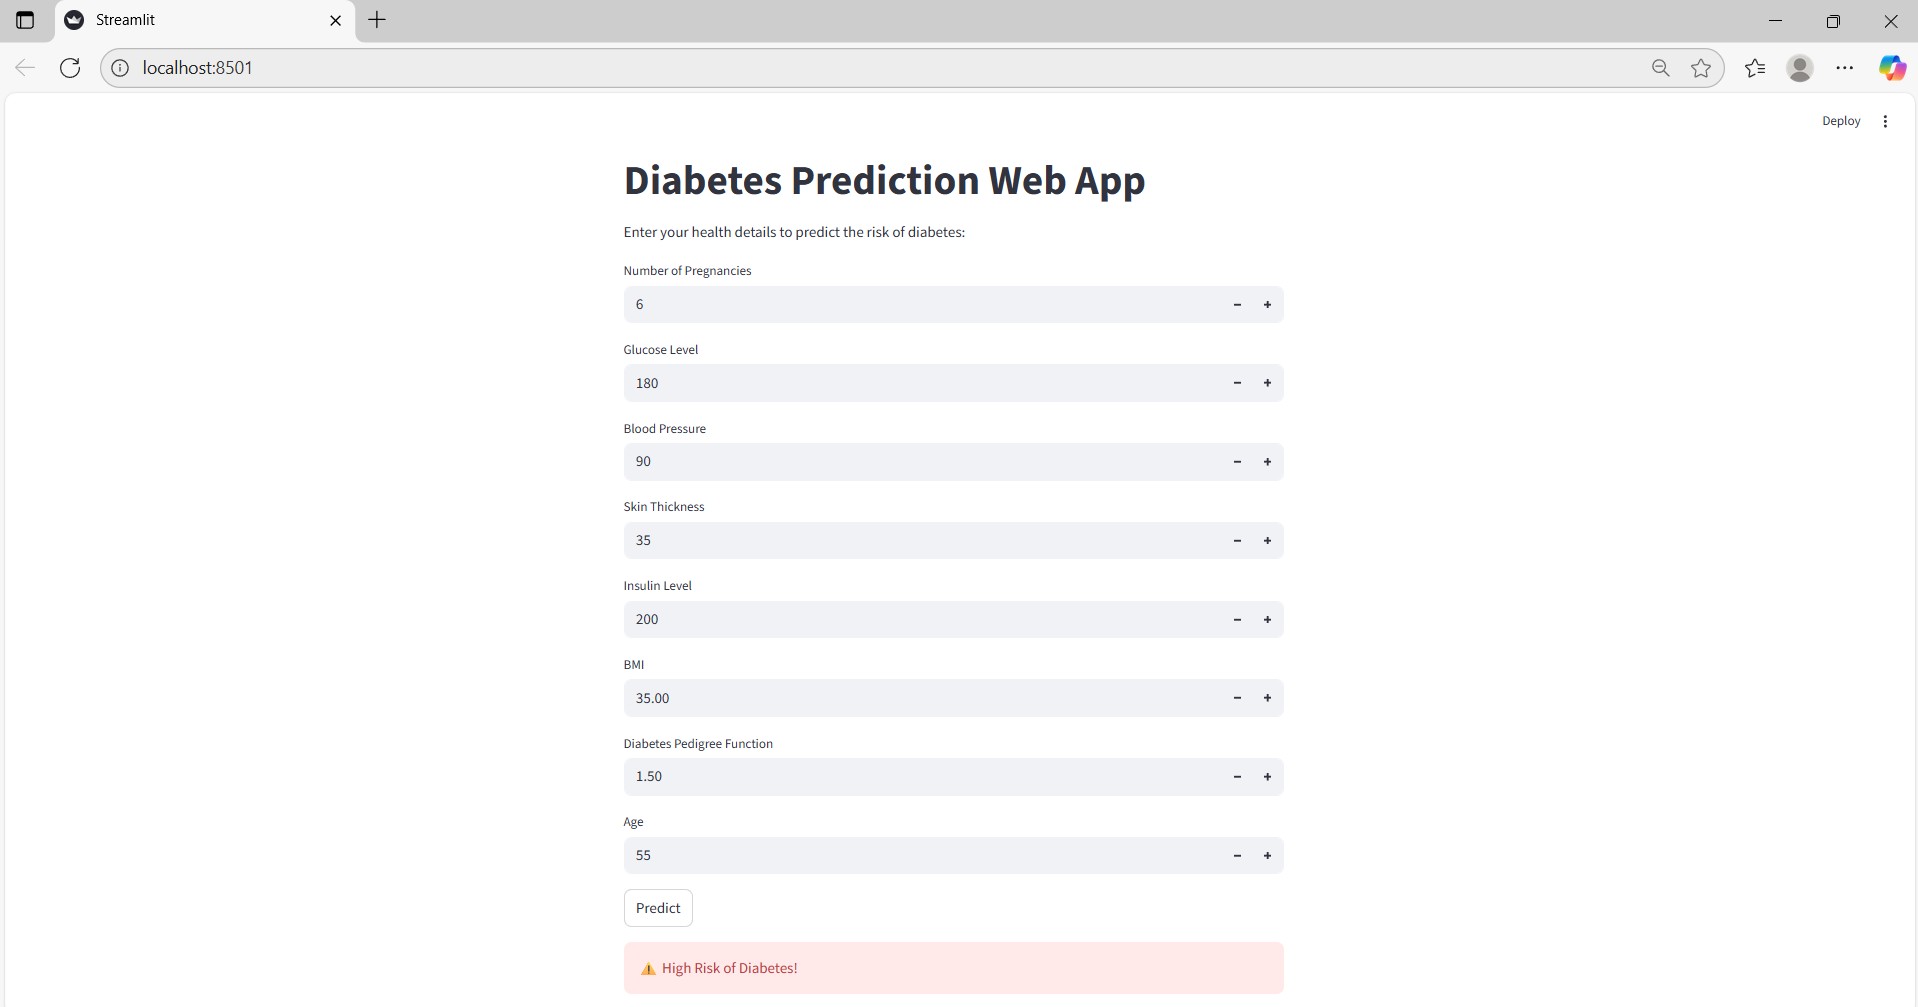 Streamlit
localhost:8501
Deploy
Diabetes Prediction Web App
Enter your health details to predict the risk of diabetes:
Number of Pregnancies
6
Glucose Level
180
Blood Pressure
90
Skin Thickness
35
Insulin Level
200
BMI
35.00
Diabetes Pedigree Function
1.50
Age
55
Predict
⚠️ High Risk of Diabetes!